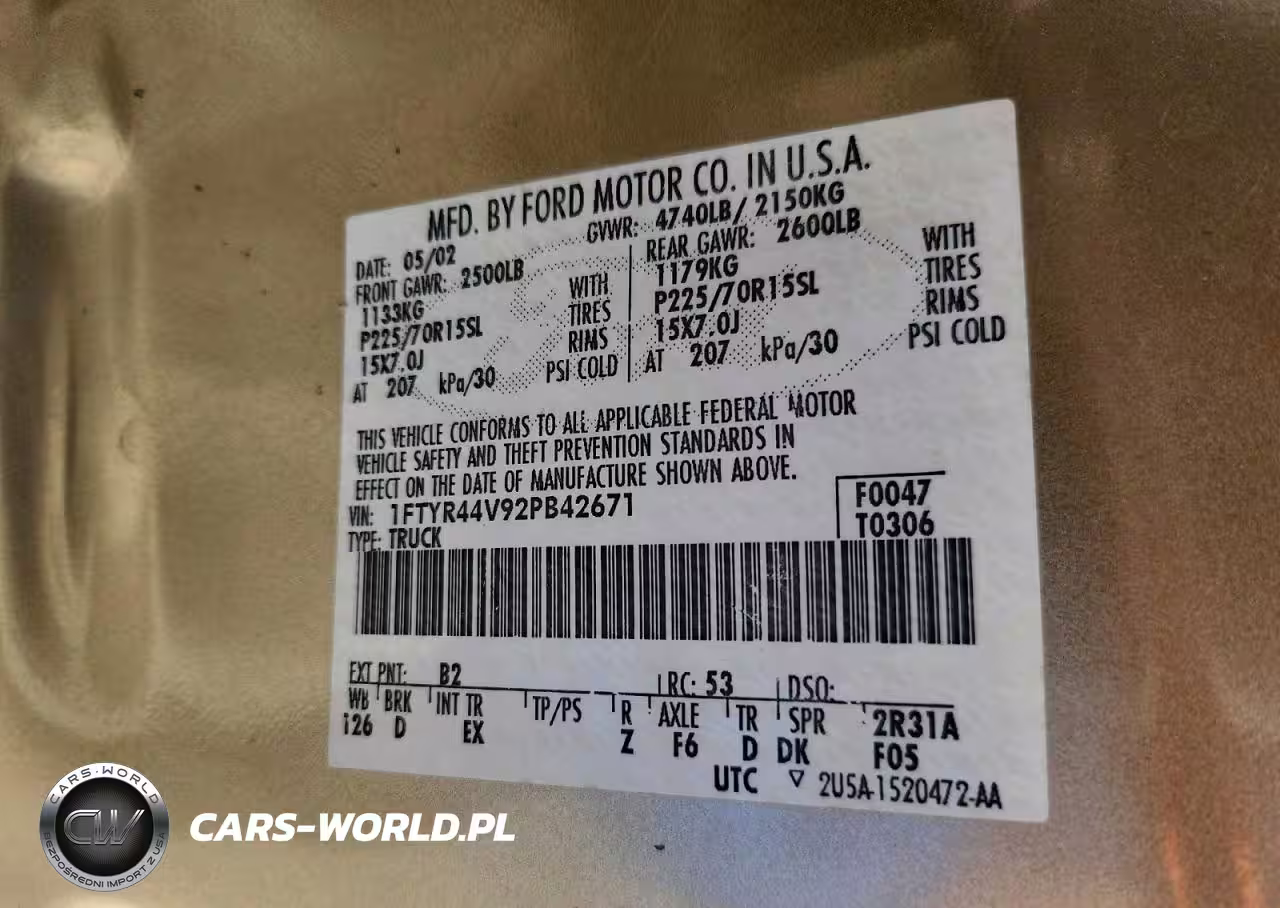 MFD. BY FORD MOTOR CO. IN U.S.A.
DATE: 05/02 GVWR: 4740LB/ 2150KG
FRONT GAWR: 2500LB REAR GAWR: 2600LB
1133KG WITH 1179KG WITH
P225/70R15SL TIRES P225/70R15SL TIRES
15X7.0J RIMS 15X7.0J RIMS
AT 207 kPa/30 PSI COLD AT 207 kPa/30 PSI COLD
THIS VEHICLE CONFORMS TO ALL APPLICABLE FEDERAL MOTOR
VEHICLE SAFETY AND THEFT PREVENTION STANDARDS IN
EFFECT ON THE DATE OF MANUFACTURE SHOWN ABOVE.
VIN: 1FTYR44V92PB42671 F0047
TYPE: TRUCK T0306
EXT PNT: B2 RC: 53 DSO:
WB BRK INT TR TP/PS R AXLE TR SPR 2R31A
126 D EX Z F6 D DK F05
UTC ▽ 2U5A-1520472-AA
CARS-WORLD
CW
BEZPOŚREDNI IMPORT Z USA
CARS-WORLD.PL